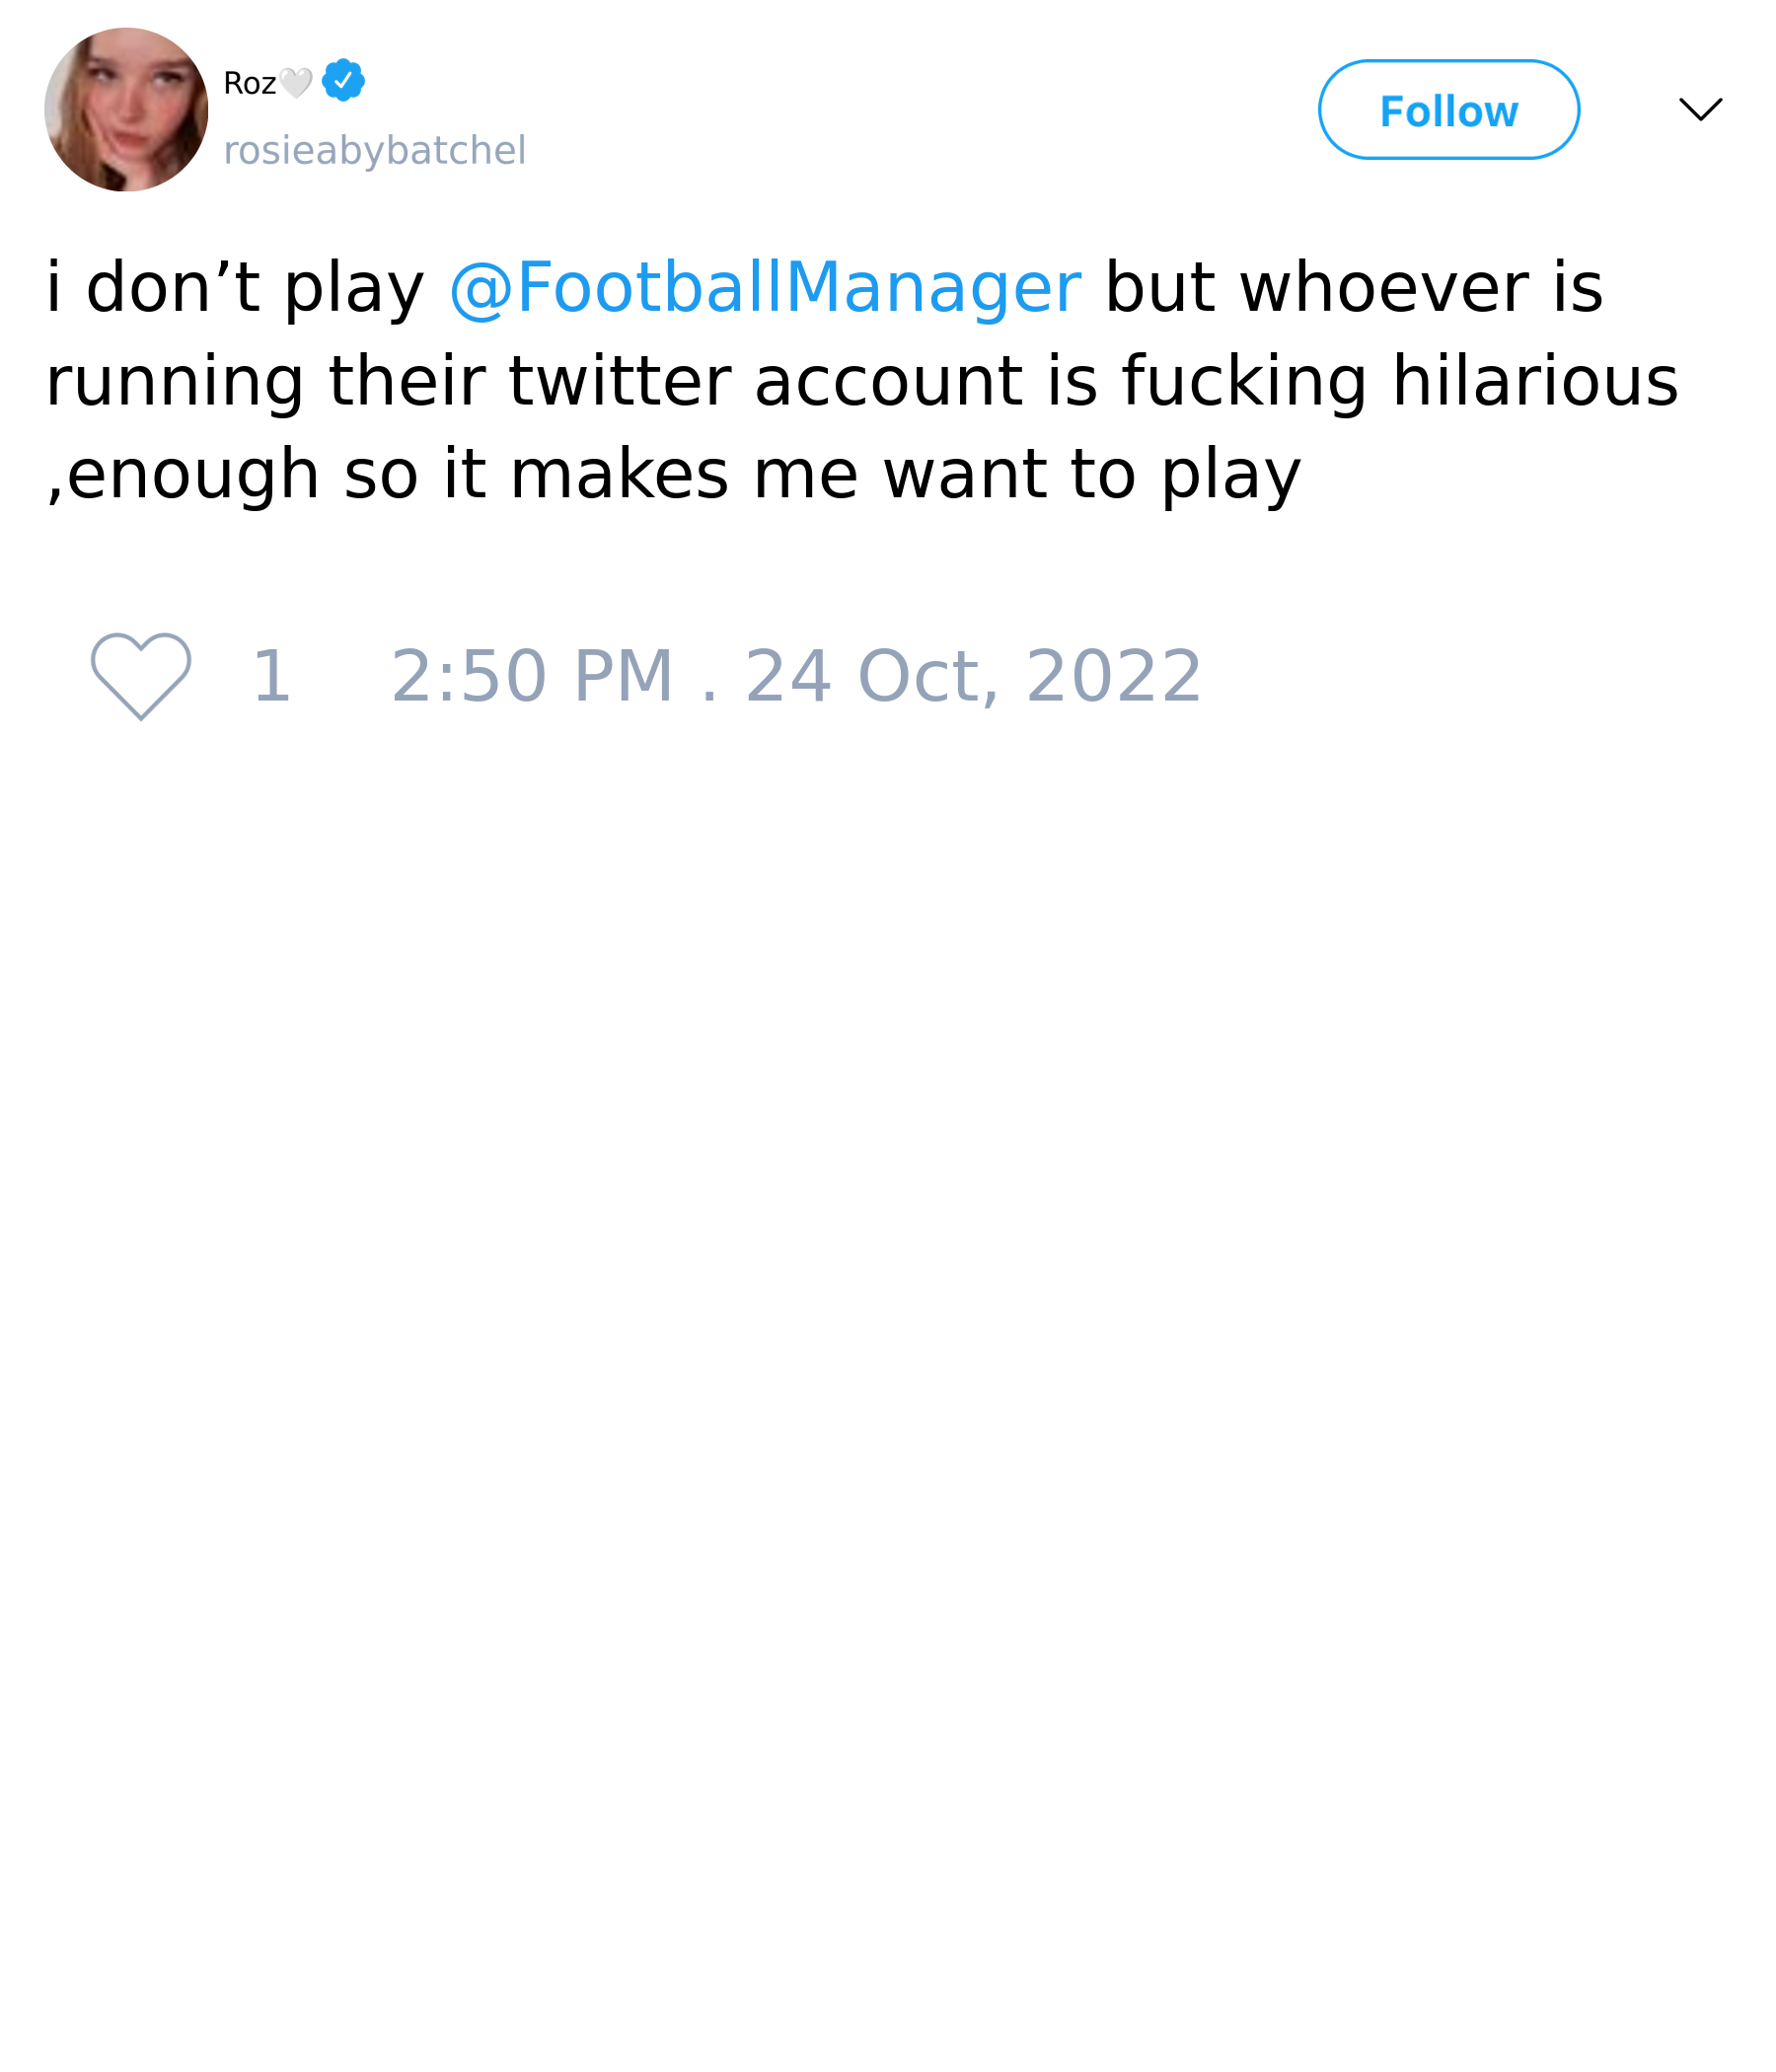 Roz🤍
rosieabybatchel
Follow
i don’t play @FootballManager but whoever is
running their twitter account is fucking hilarious
,enough so it makes me want to play
1 2:50 PM . 24 Oct, 2022